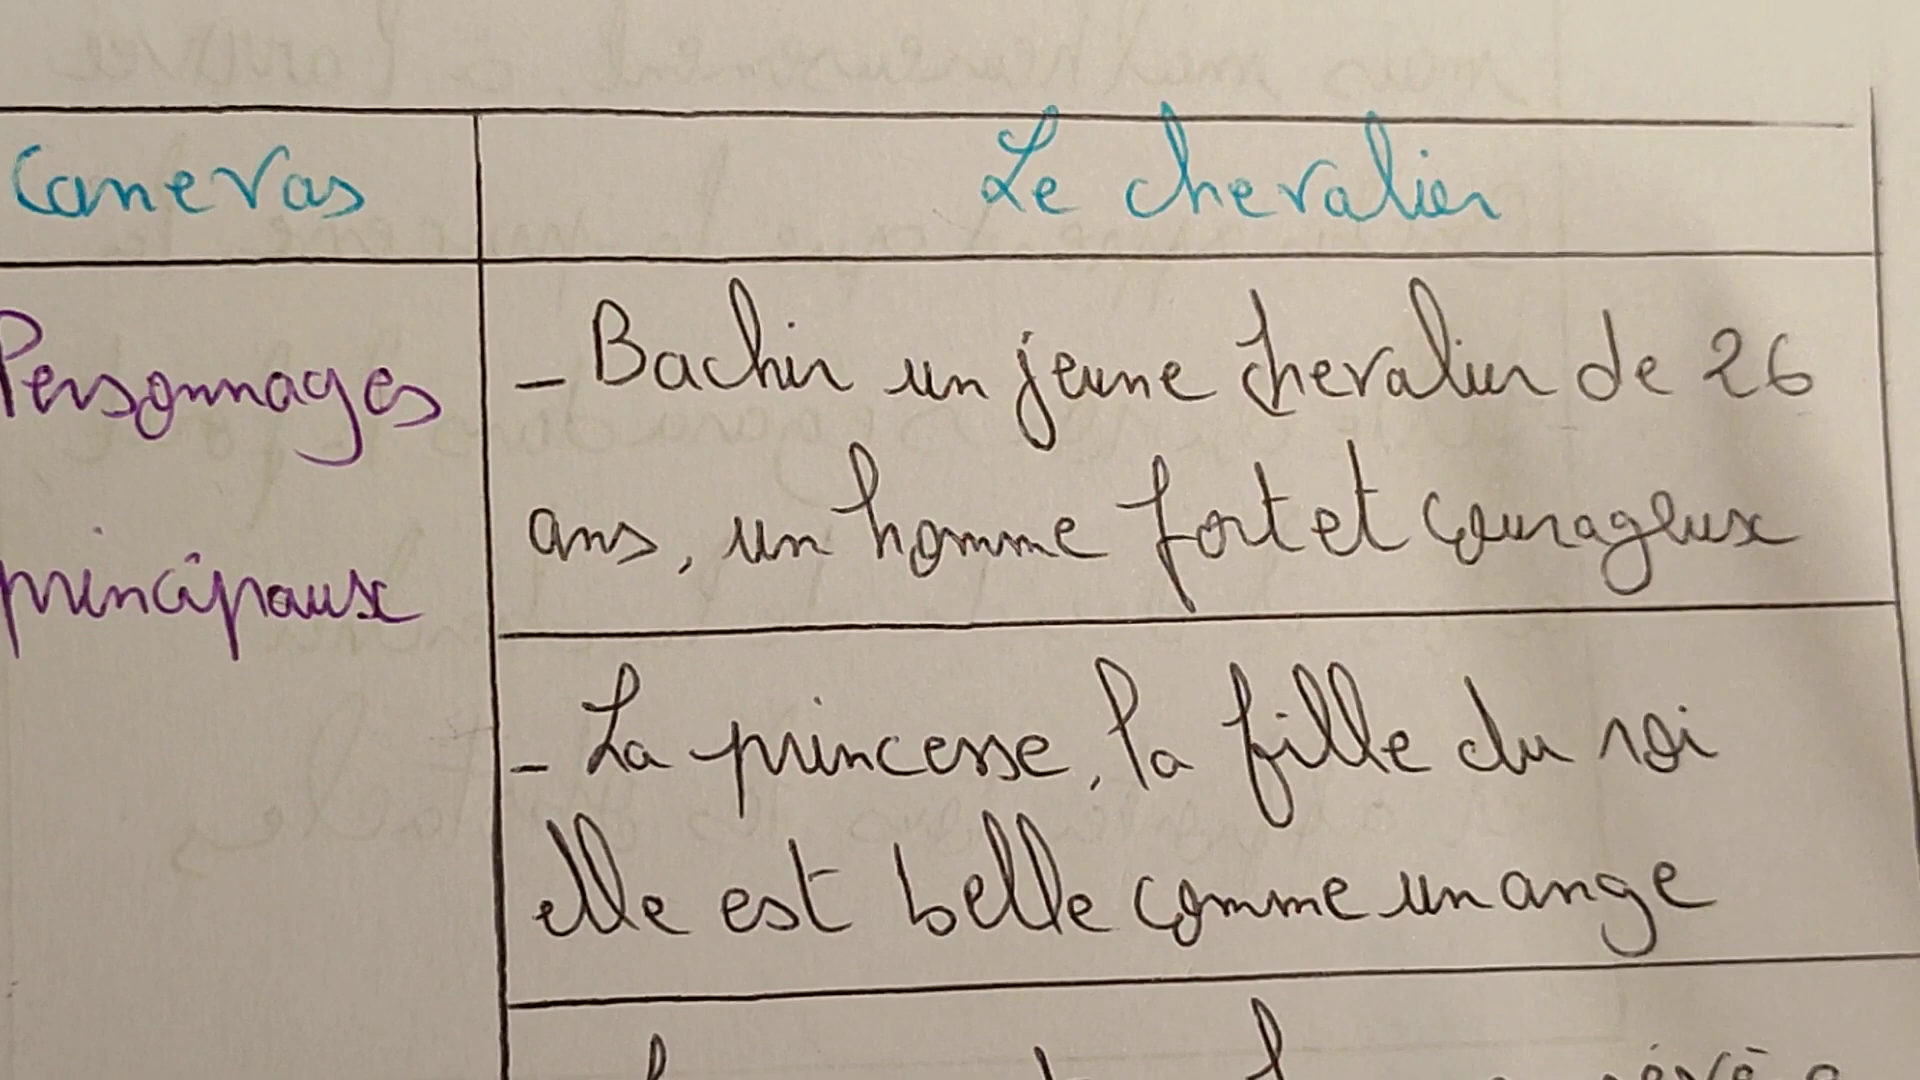 Caneras
Le chevalier
Personnages
principaux
- Bachir un jeune chevalier de 26
ans, un homme fort et courageux
- La princesse, la fille du roi
elle est belle comme un ange